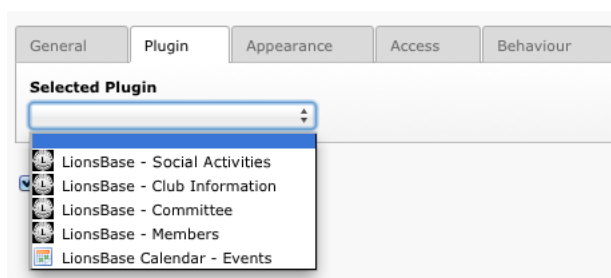 General Plugin Appearance Access Behaviour
Selected Plugin
LionsBase - Social Activities
LionsBase - Club Information
LionsBase - Committee
LionsBase - Members
LionsBase Calendar - Events